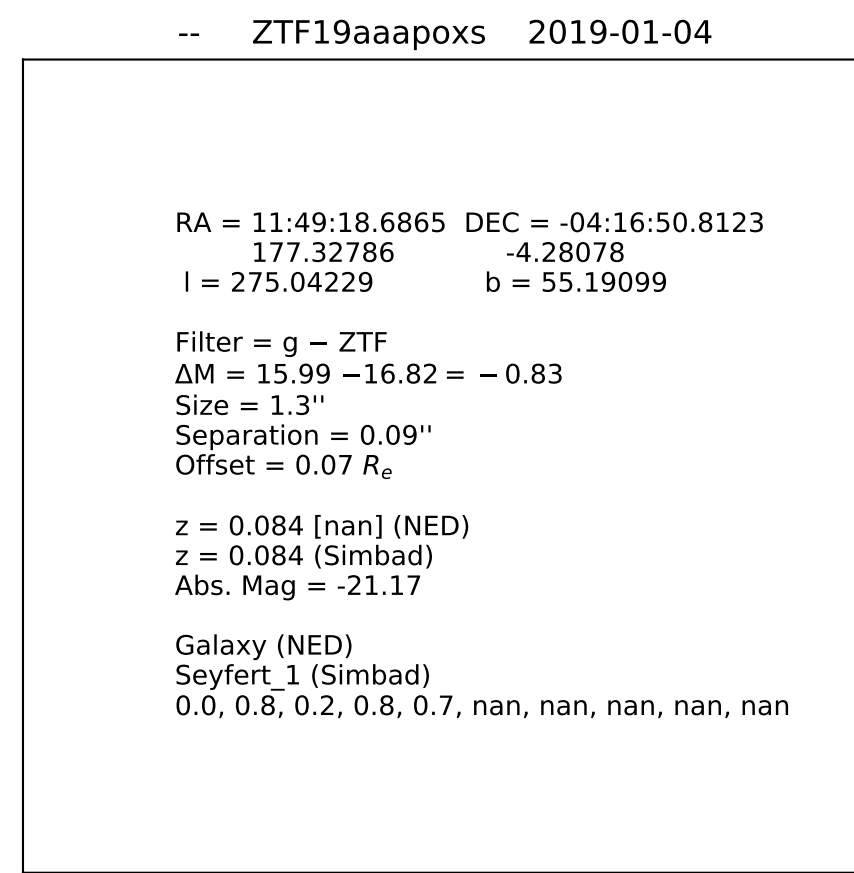 -- ZTF19aaapoxs 2019-01-04
RA = 11:49:18.6865 DEC = -04:16:50.8123
177.32786 -4.28078
l = 275.04229 b = 55.19099
Filter = g − ZTF
ΔM = 15.99 −16.82 = − 0.83
Size = 1.3''
Separation = 0.09''
Offset = 0.07 Re
z = 0.084 [nan] (NED)
z = 0.084 (Simbad)
Abs. Mag = -21.17
Galaxy (NED)
Seyfert_1 (Simbad)
0.0, 0.8, 0.2, 0.8, 0.7, nan, nan, nan, nan, nan